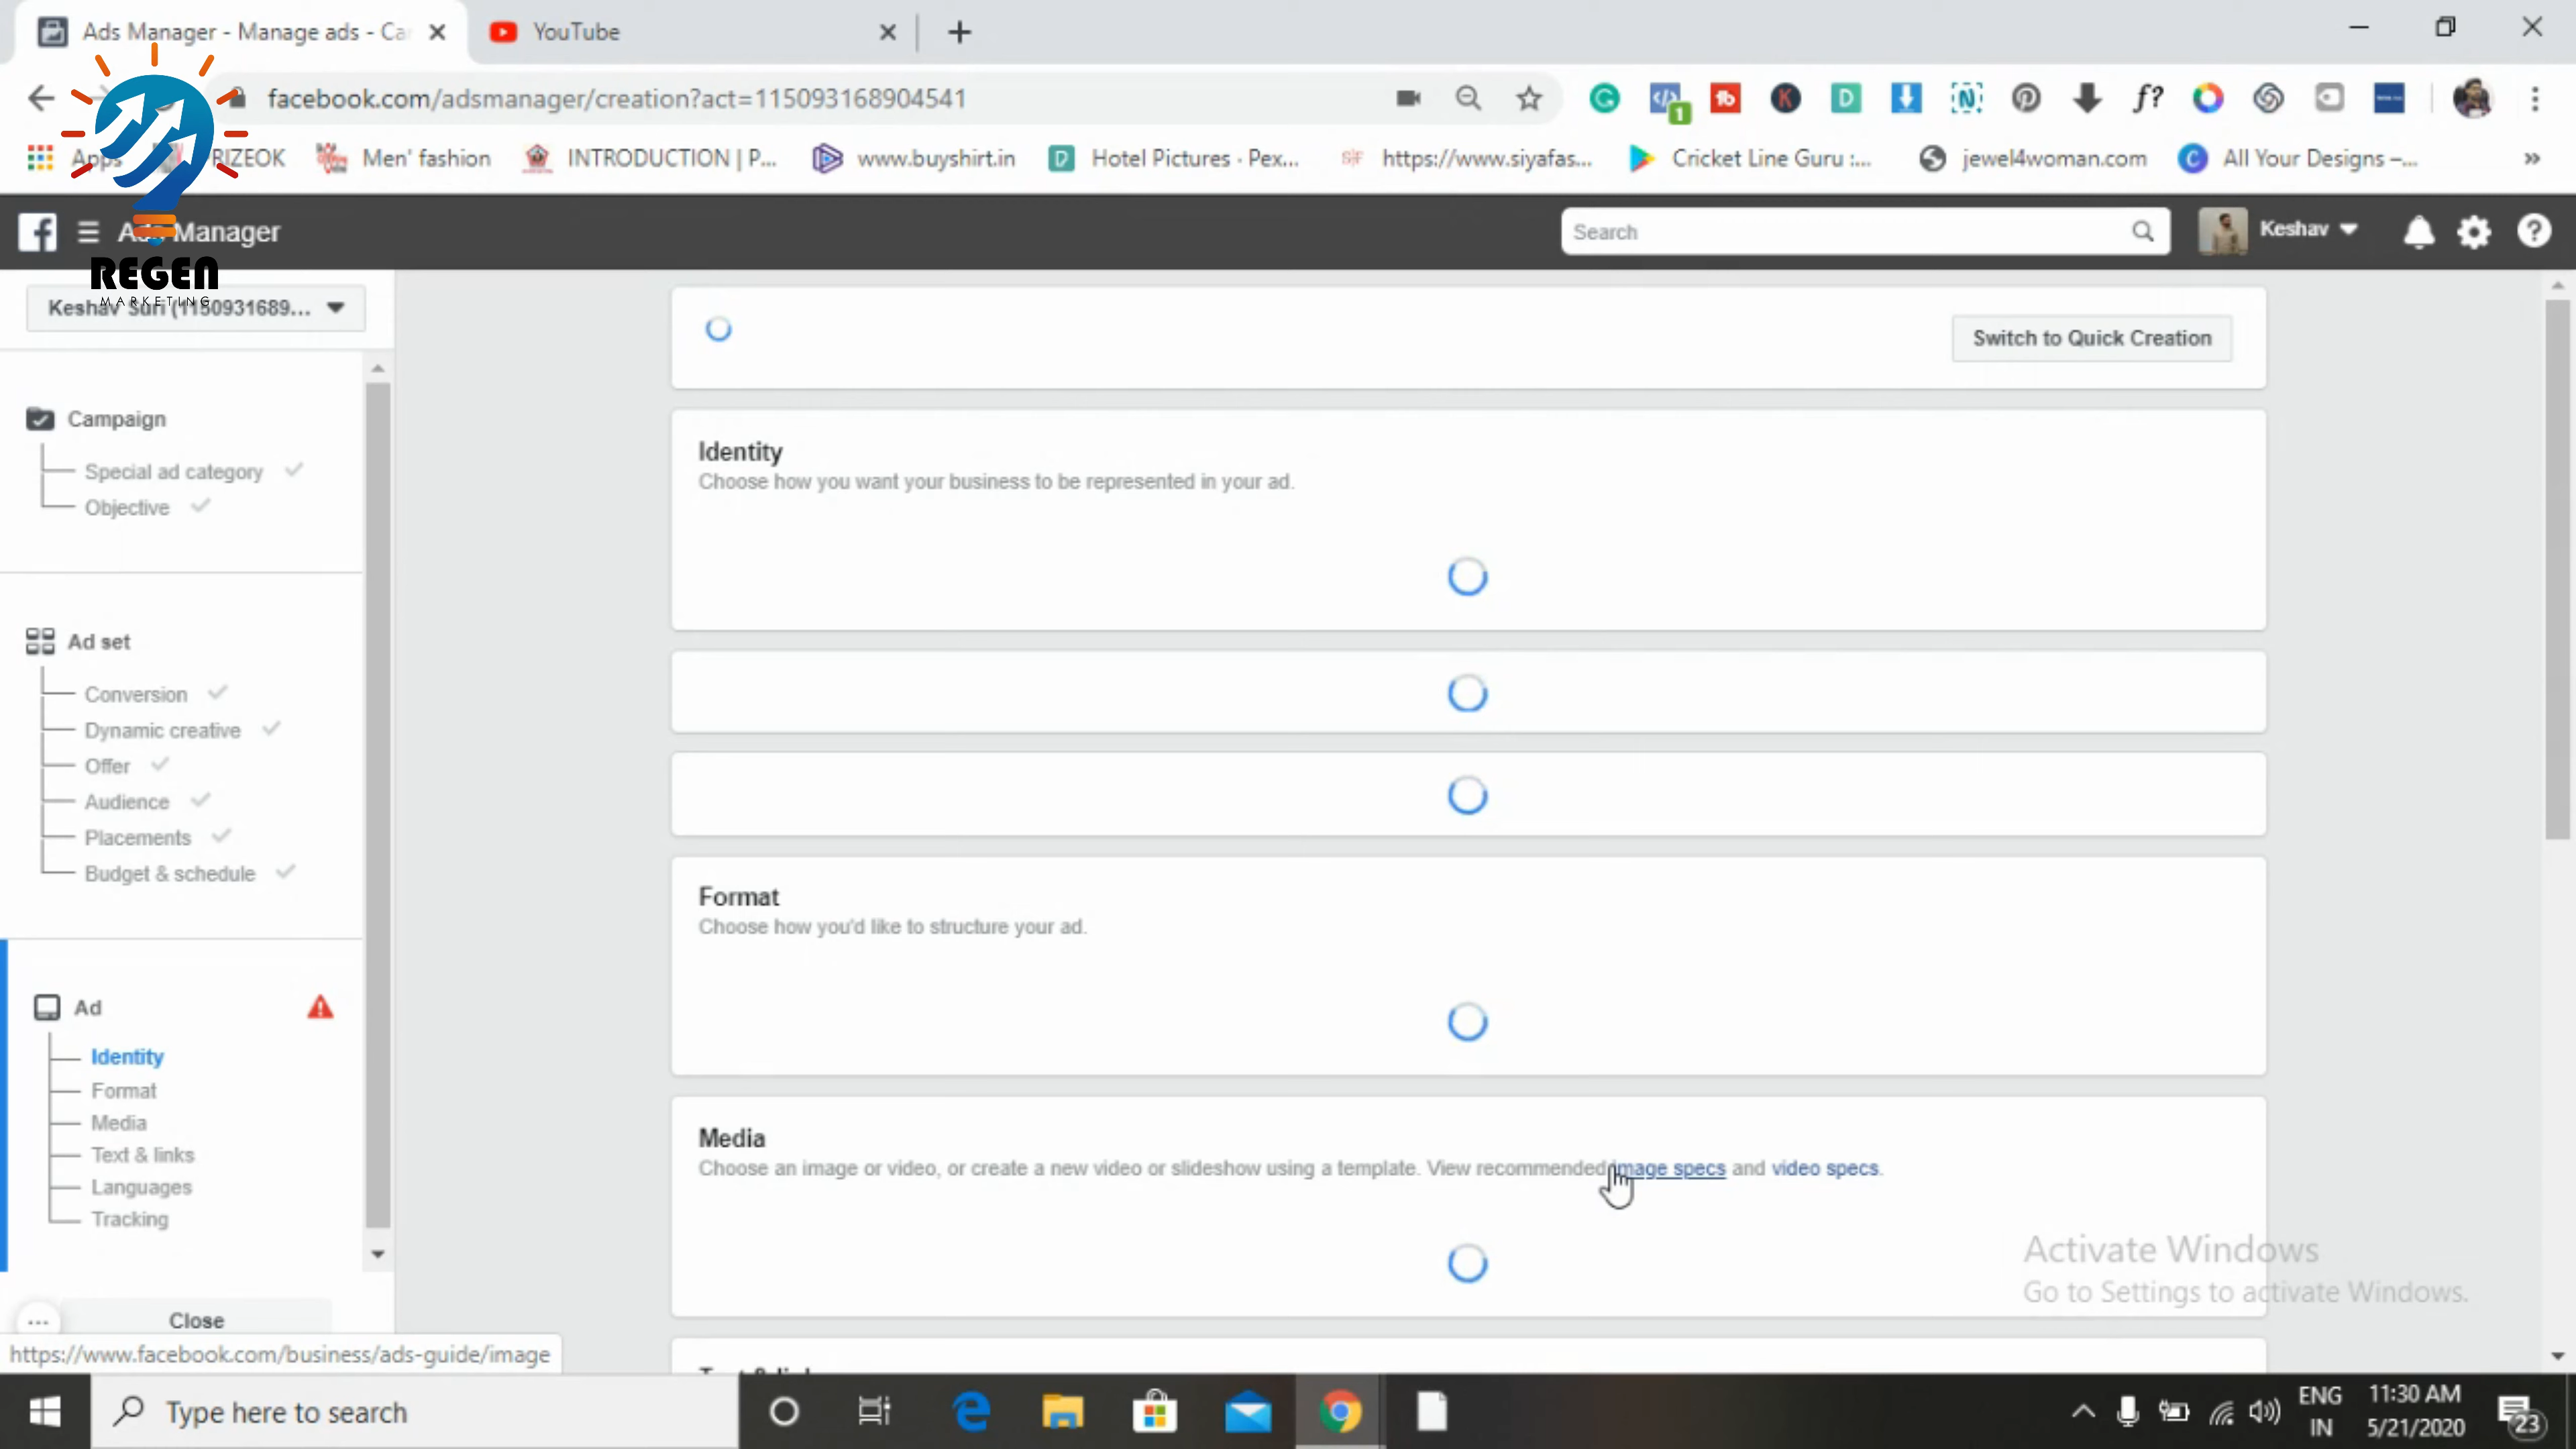 Ads Manager - Manage ads - Ca
YouTube
facebook.com/adsmanager/creation?act=115093168904541
1
Apps
RIZEOK
Men' fashion
INTRODUCTION | P...
www.buyshirt.in
Hotel Pictures · Pex...
https://www.siyafas...
Cricket Line Guru :...
jewel4woman.com
All Your Designs –...
Ads Manager
Search
Keshav
REGEN
MARKETING
Keshav Suri (1150931689...
Switch to Quick Creation
Campaign
Special ad category
Objective
Ad set
Conversion
Dynamic creative
Offer
Audience
Placements
Budget & schedule
Ad
Identity
Format
Media
Text & links
Languages
Tracking
Close
https://www.facebook.com/business/ads-guide/image
Identity
Choose how you want your business to be represented in your ad.
Format
Choose how you'd like to structure your ad.
Media
Choose an image or video, or create a new video or slideshow using a template. View recommended image specs and video specs.
Activate Windows
Go to Settings to activate Windows.
Type here to search
ENG
IN
11:30 AM
5/21/2020
23